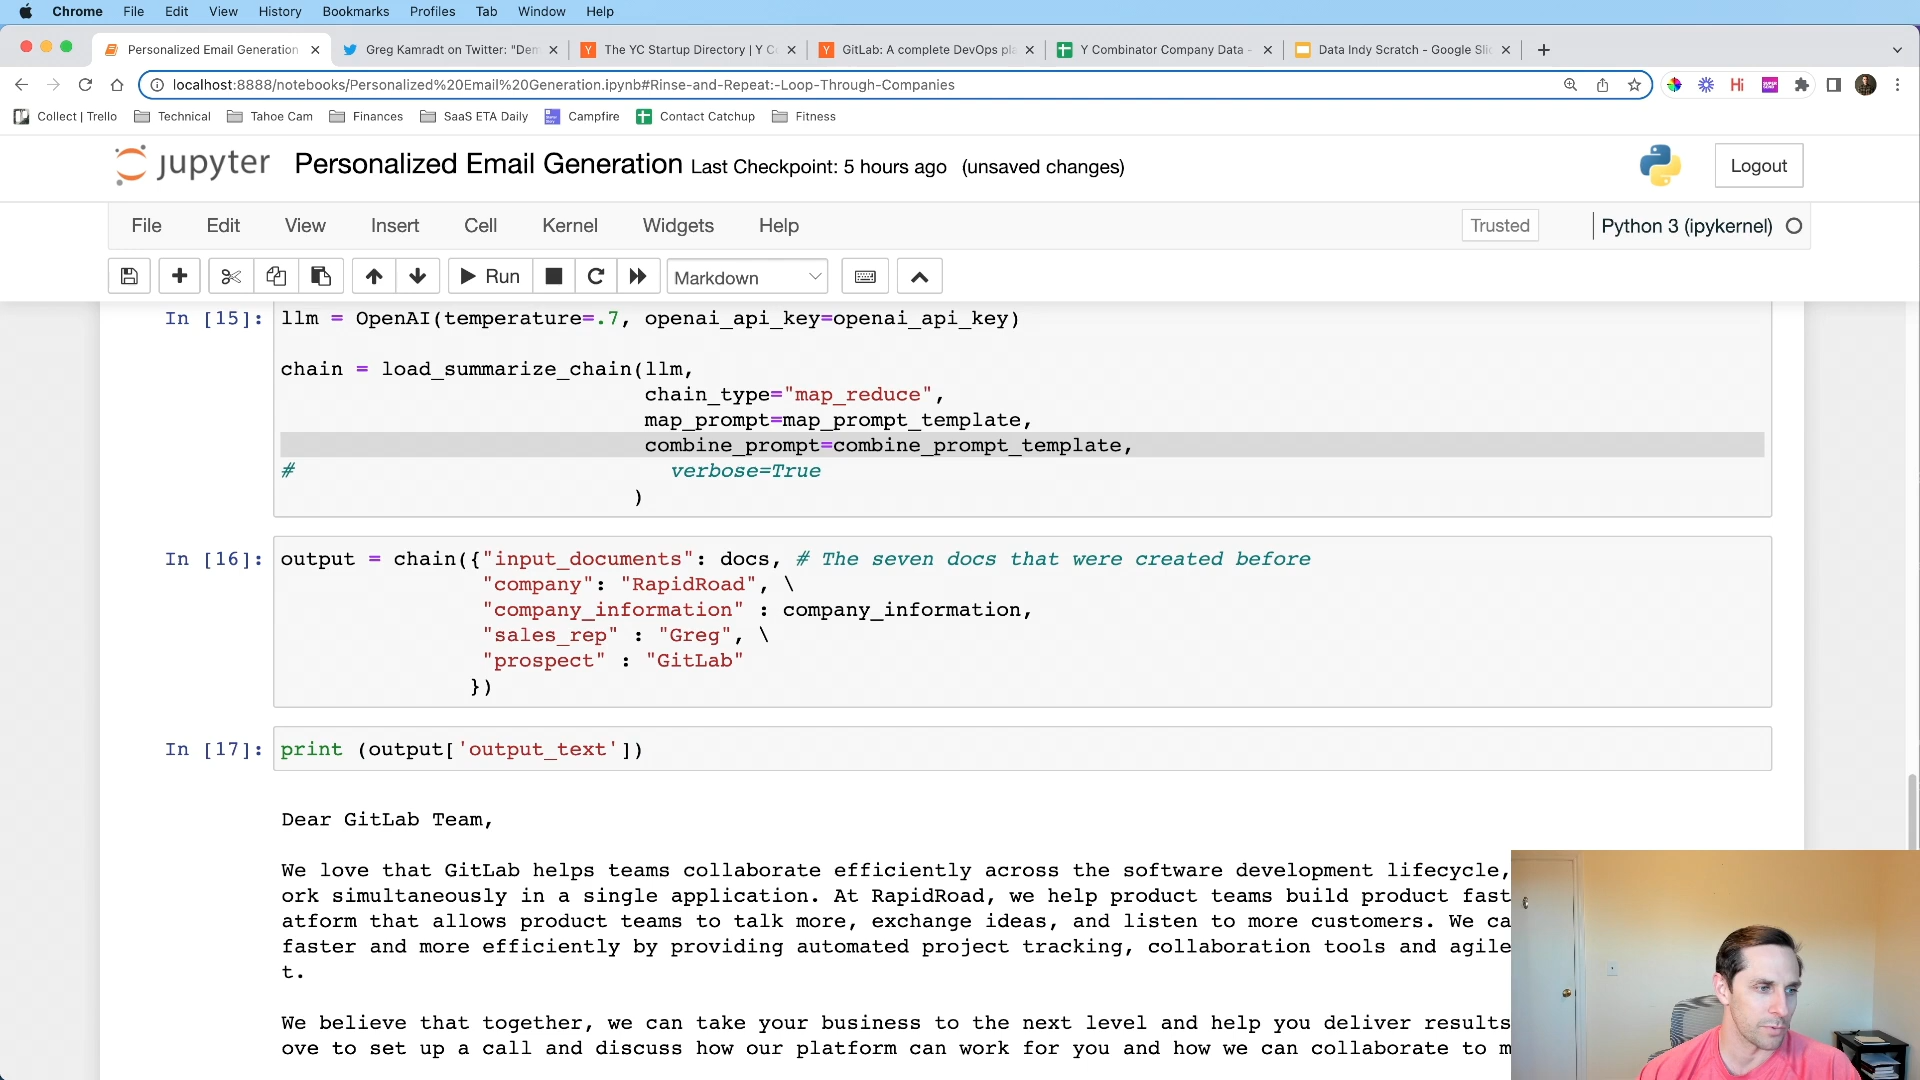 Chrome File Edit View History Bookmarks Profiles Tab Window Help
Personalized Email Generation
Greg Kamradt on Twitter: "Dem
The YC Startup Directory | Y C
GitLab: A complete DevOps pla
Y Combinator Company Data -
Data Indy Scratch - Google Slic
localhost:8888/notebooks/Personalized%20Email%20Generation.ipynb#Rinse-and-Repeat:-Loop-Through-Companies
Hi
Collect | Trello Technical Tahoe Cam Finances SaaS ETA Daily Campfire Contact Catchup Fitness
jupyter Personalized Email Generation Last Checkpoint: 5 hours ago (unsaved changes)
Logout
File Edit View Insert Cell Kernel Widgets Help
Trusted
Python 3 (ipykernel)
Run
Markdown
In [15]: llm = OpenAI(temperature=.7, openai_api_key=openai_api_key)
chain = load_summarize_chain(llm,
chain_type="map_reduce",
map_prompt=map_prompt_template,
combine_prompt=combine_prompt_template,
# verbose=True
)
In [16]: output = chain({"input_documents": docs, # The seven docs that were created before
"company": "RapidRoad", \
"company_information" : company_information,
"sales_rep" : "Greg", \
"prospect" : "GitLab"
})
In [17]: print (output['output_text'])
Dear GitLab Team,
We love that GitLab helps teams collaborate efficiently across the software development lifecycle,
ork simultaneously in a single application. At RapidRoad, we help product teams build product fast
atform that allows product teams to talk more, exchange ideas, and listen to more customers. We ca
faster and more efficiently by providing automated project tracking, collaboration tools and agile
t.
We believe that together, we can take your business to the next level and help you deliver results
ove to set up a call and discuss how our platform can work for you and how we can collaborate to m